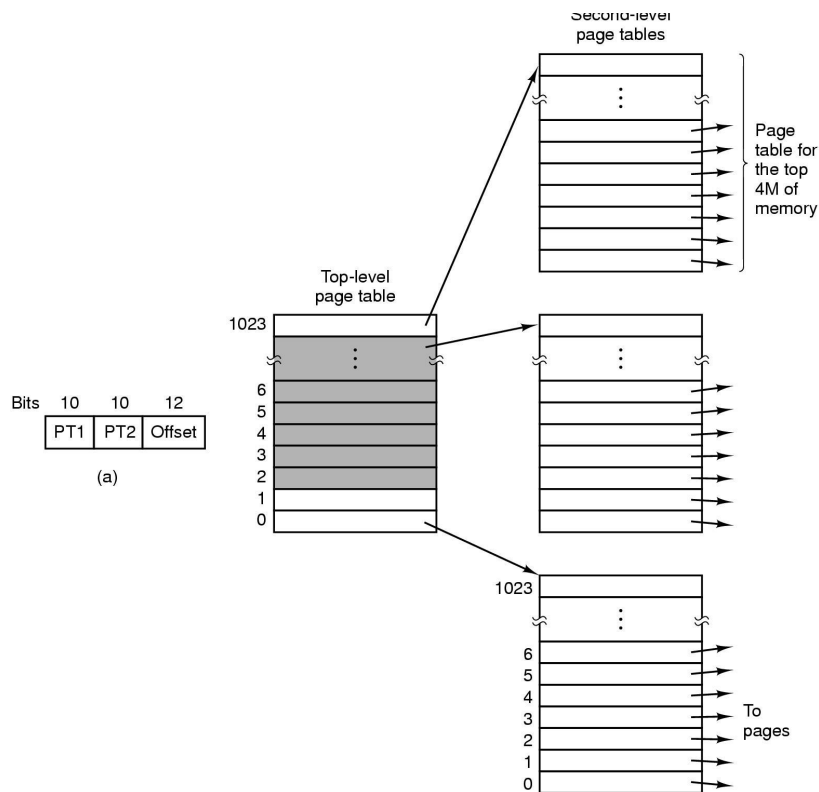 Second-level
page tables
Page
table for
the top
4M of
memory
Top-level
page table
1023
6
5
4
3
2
1
0
Bits 10 10 12
PT1 PT2 Offset
(a)
1023
6
5
4
3
2
1
0
To
pages